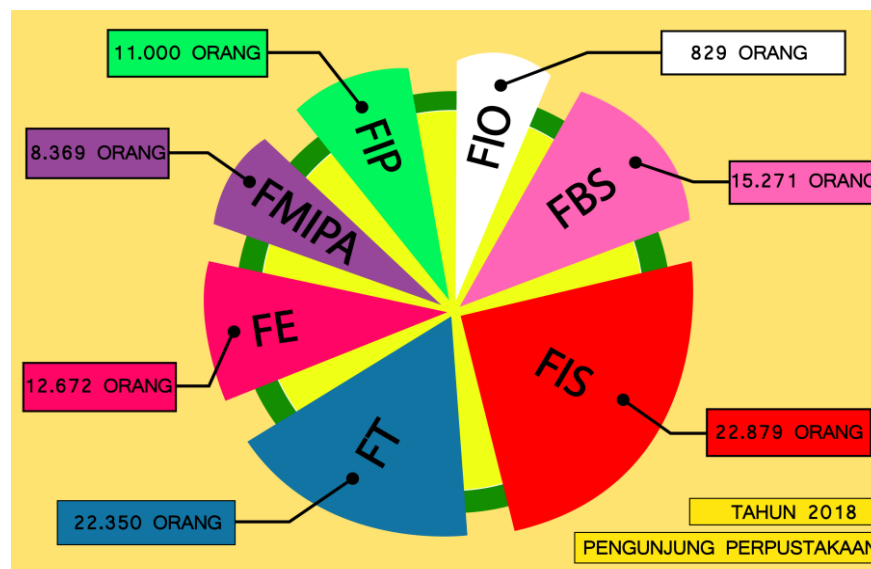 11.000 ORANG
829 ORANG
8.369 ORANG
FIP
FIO
15.271 ORANG
FMIPA
FBS
FE
FIS
12.672 ORANG
FT
22.879 ORANG
22.350 ORANG
TAHUN 2018
PENGUNJUNG PERPUSTAKAAN